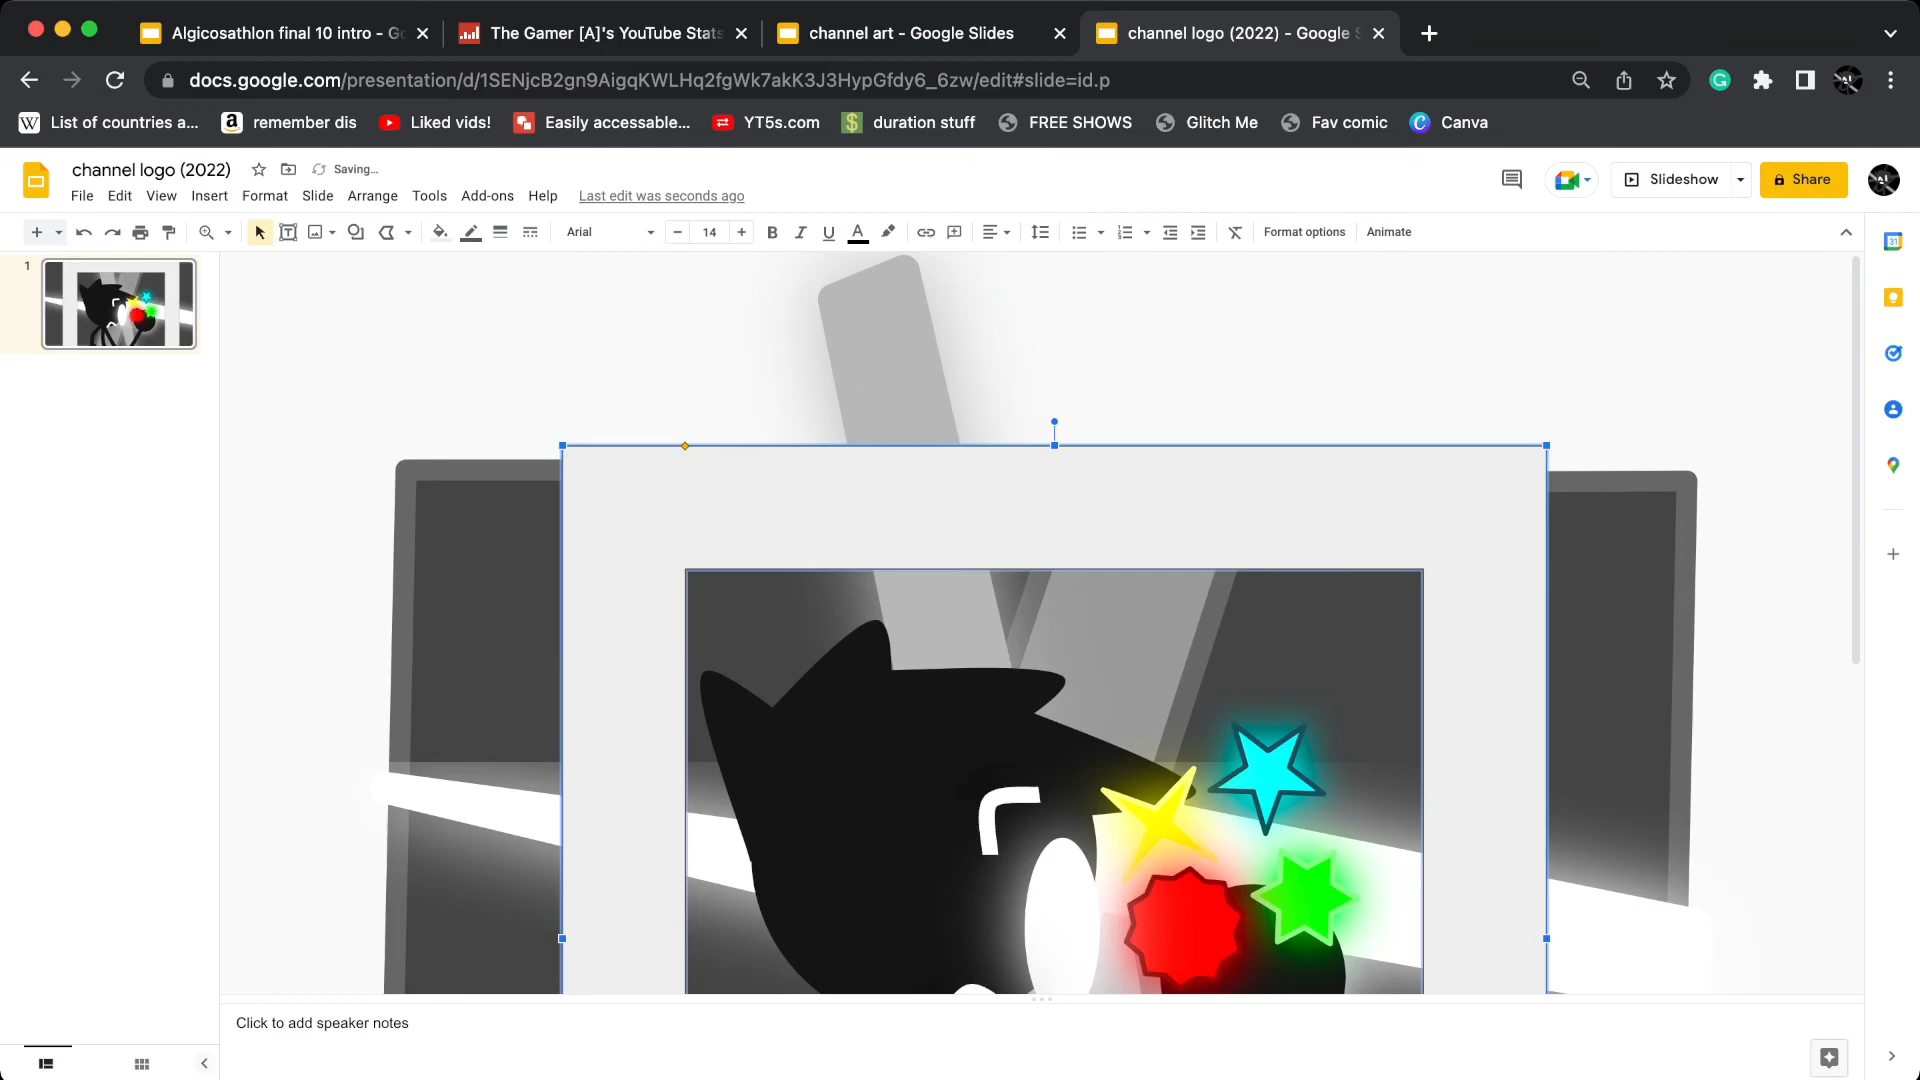 Algicosathlon final 10 intro - Go
The Gamer [A]'s YouTube Stats
channel art - Google Slides
channel logo (2022) - Google S
docs.google.com/presentation/d/1SENjcB2gn9AigqKWLHq2fgWk7akK3J3HypGfdy6_6zw/edit#slide=id.p
List of countries a...
remember dis
Liked vids!
Easily accessable...
YT5s.com
duration stuff
FREE SHOWS
Glitch Me
Fav comic
Canva
channel logo (2022)
Saving...
Slideshow
Share
File Edit View Insert Format Slide Arrange Tools Add-ons Help Last edit was seconds ago
Arial
14
Format options
Animate
1
Click to add speaker notes